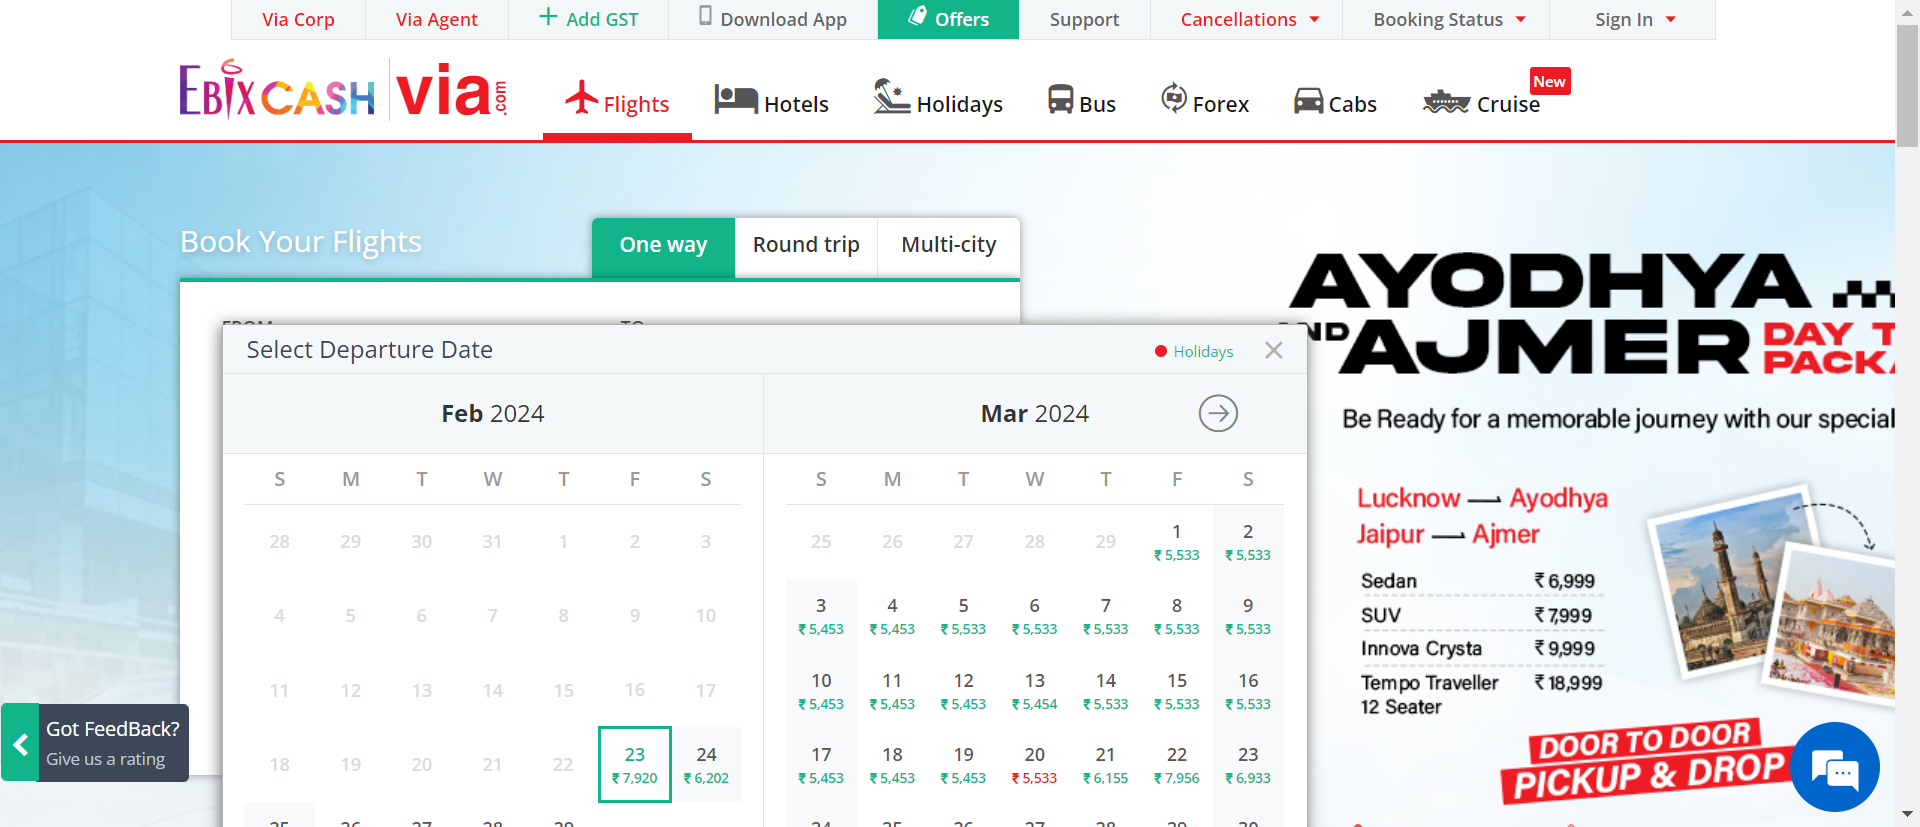 Via Corp
Via Agent
Add GST
Download App
Offers
Support
Cancellations
Booking Status
Sign In
EBIXCASH
via.com
Flights
Hotels
Holidays
Bus
Forex
Cabs
Cruise
New
Book Your Flights
One way
Round trip
Multi-city
FROM
TO
Select Departure Date
Holidays
Feb 2024
S M T W T F S
28 29 30 31 1 2 3
4 5 6 7 8 9 10
11 12 13 14 15 16 17
18 19 20 21 22 23 24
₹ 7,920 ₹ 6,202
25 26 27 28 29
Mar 2024
S M T W T F S
25 26 27 28 29 1 2
₹ 5,533 ₹ 5,533
3 4 5 6 7 8 9
₹ 5,453 ₹ 5,453 ₹ 5,533 ₹ 5,533 ₹ 5,533 ₹ 5,533 ₹ 5,533
10 11 12 13 14 15 16
₹ 5,453 ₹ 5,453 ₹ 5,453 ₹ 5,454 ₹ 5,533 ₹ 5,533 ₹ 5,533
17 18 19 20 21 22 23
₹ 5,453 ₹ 5,453 ₹ 5,453 ₹ 5,533 ₹ 6,155 ₹ 7,956 ₹ 6,933
24 25 26 27 28 29 30
AYODHYA
AJMER DAY T
PACKA
Be Ready for a memorable journey with our special
Lucknow Ayodhya
Jaipur Ajmer
Sedan ₹ 6,999
SUV ₹ 7,999
Innova Crysta ₹ 9,999
Tempo Traveller ₹ 18,999
12 Seater
DOOR TO DOOR
PICKUP & DROP
Got FeedBack?
Give us a rating